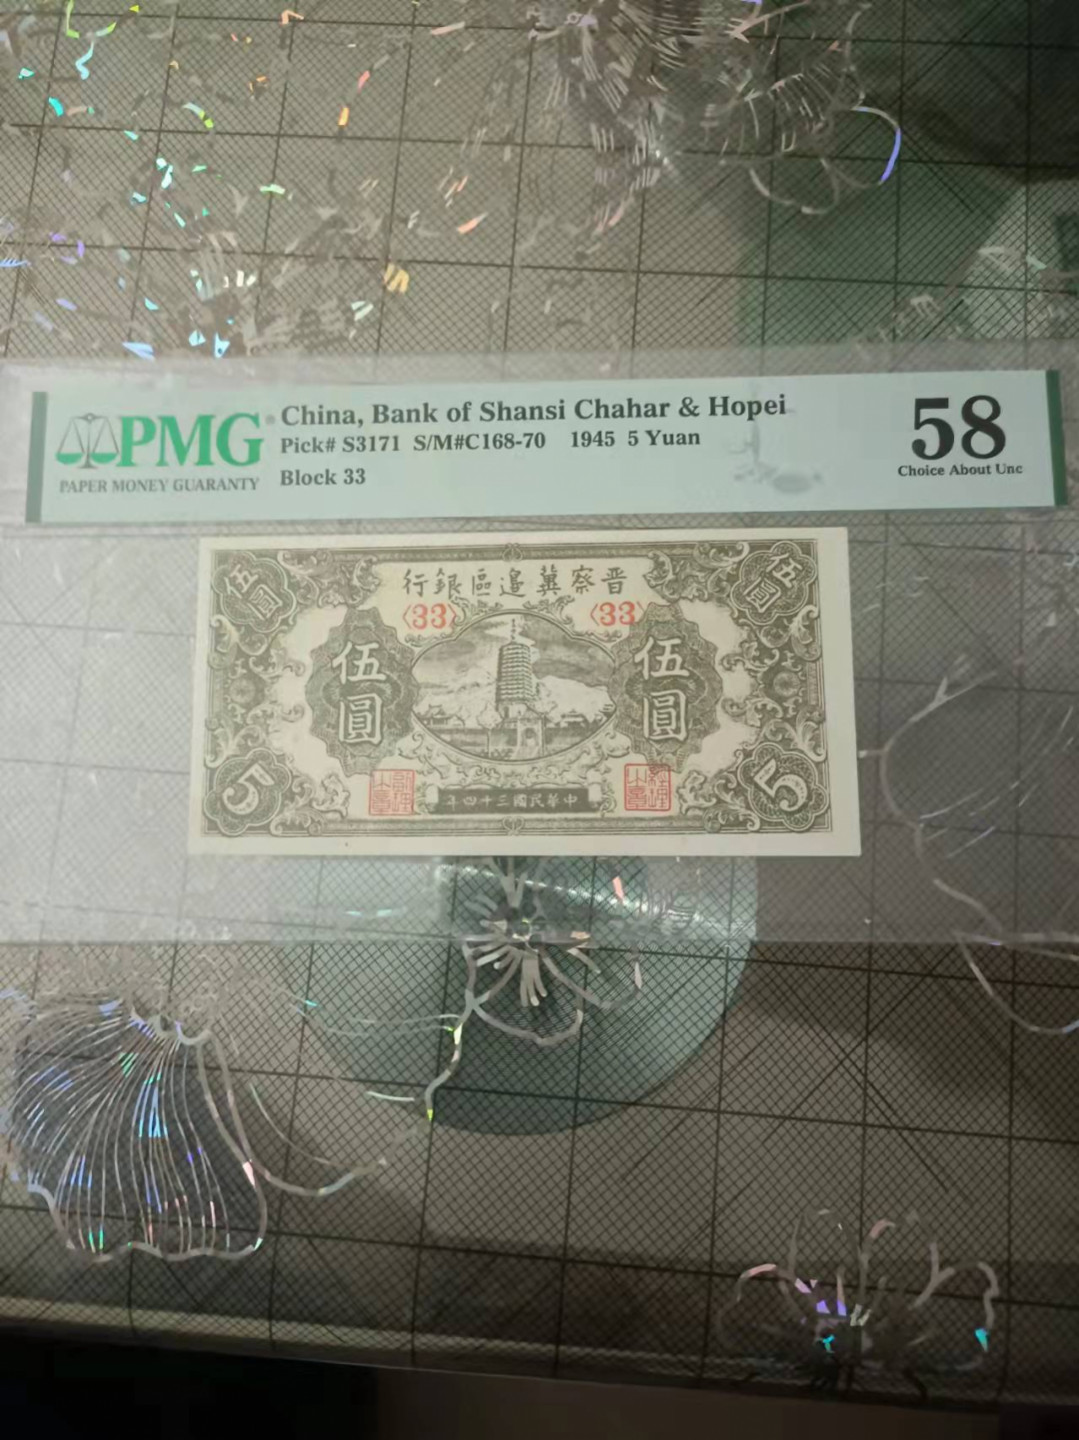 PMG
PAPER MONEY GUARANTY
China, Bank of Shansi Chahar & Hopei
Pick# S3171 S/M#C168-70 1945 5 Yuan
Block 33
58
Choice About Unc
伍圓
行銀區邊冀察晉
伍圓
〈33〉 〈33〉
伍圓
伍圓
5
年四十三國民華中
5